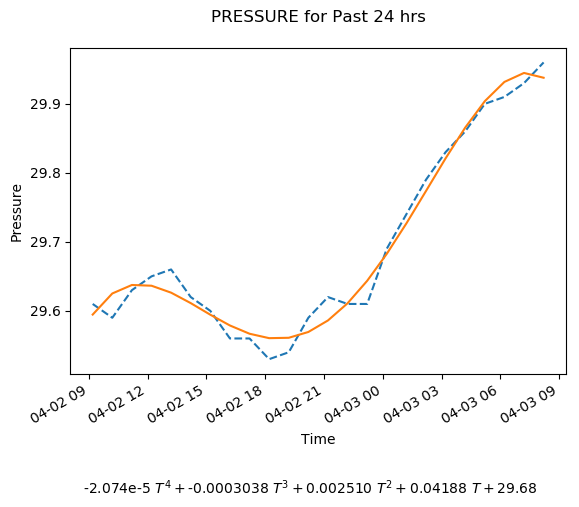 PRESSURE for Past 24 hrs
Pressure
29.9
29.8
29.7
29.6
04-02 09 04-02 12 04-02 15 04-02 18 04-02 21 04-03 00 04-03 03 04-03 06 04-03 09
Time
-2.074e-5 T⁴ + -0.0003038 T³ + 0.002510 T² + 0.04188 T + 29.68